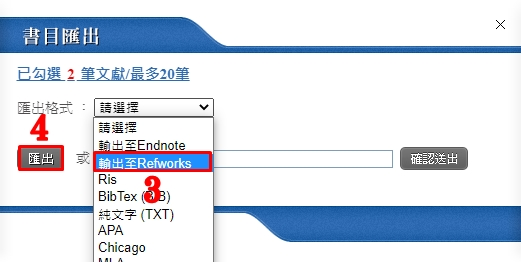 書目匯出
已勾選 2 筆文獻/最多20筆
匯出格式 : 請選擇
請選擇
輸出至Endnote
4
匯出 或 輸出至Refworks 確認送出
3
Ris
BibTex (BIB)
純文字 (TXT)
APA
Chicago
MLA